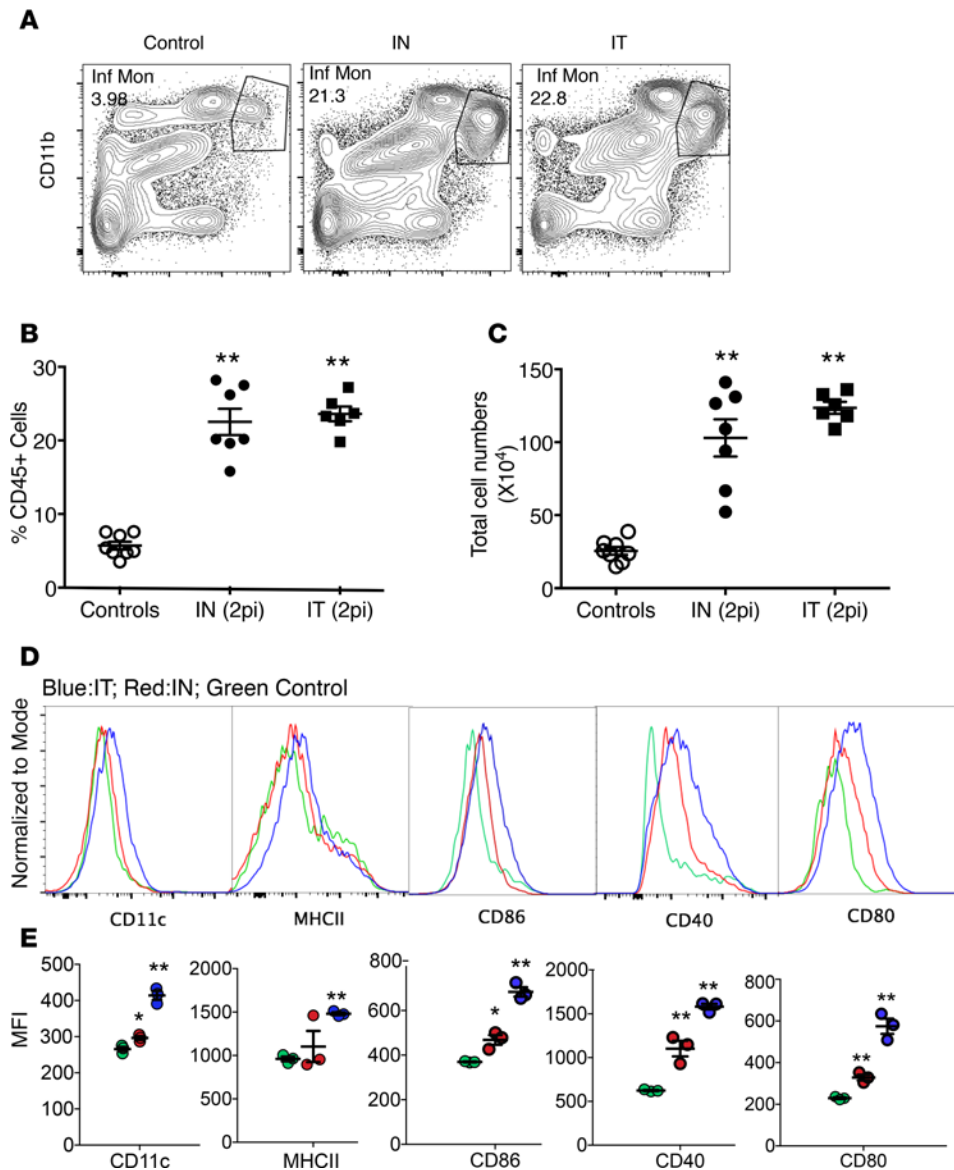 A
Control IN IT
Inf Mon Inf Mon Inf Mon
3.98 21.3 22.8
CD11b
B
% CD45+ Cells
30
20
10
0
** **
Controls IN (2pi) IT (2pi)
C
Total cell numbers
(X10⁴)
150
100
50
0
** **
Controls IN (2pi) IT (2pi)
D
Blue:IT; Red:IN; Green Control
Normalized to Mode
CD11c MHCII CD86 CD40 CD80
E
MFI
500
400
300
200
100
0
* **
CD11c
2000
1500
1000
500
0
**
MHCII
800
600
400
200
0
* **
CD86
2000
1500
1000
500
0
** **
CD40
800
600
400
200
0
** **
CD80